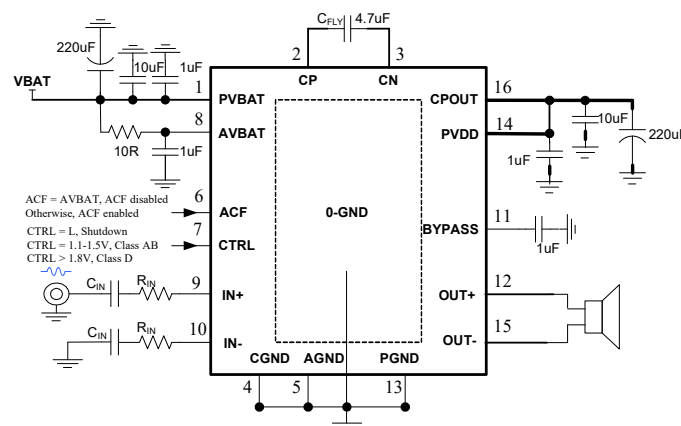 C_FLY 4.7uF
220uF
10uF 1uF
2 3
CP CN
VBAT
1 PVBAT
CPOUT 16
10uF
8 AVBAT
PVDD 14
220u
10R
1uF
1uF
ACF = AVBAT, ACF disabled
Otherwise, ACF enabled
6 ACF
0-GND
CTRL = L, Shutdown
CTRL = 1.1-1.5V, Class AB
CTRL > 1.8V, Class D
7 CTRL
BYPASS 11
1uF
C_IN R_IN 9 IN+
OUT+ 12
C_IN R_IN 10 IN-
OUT- 15
CGND AGND PGND
4 5 13